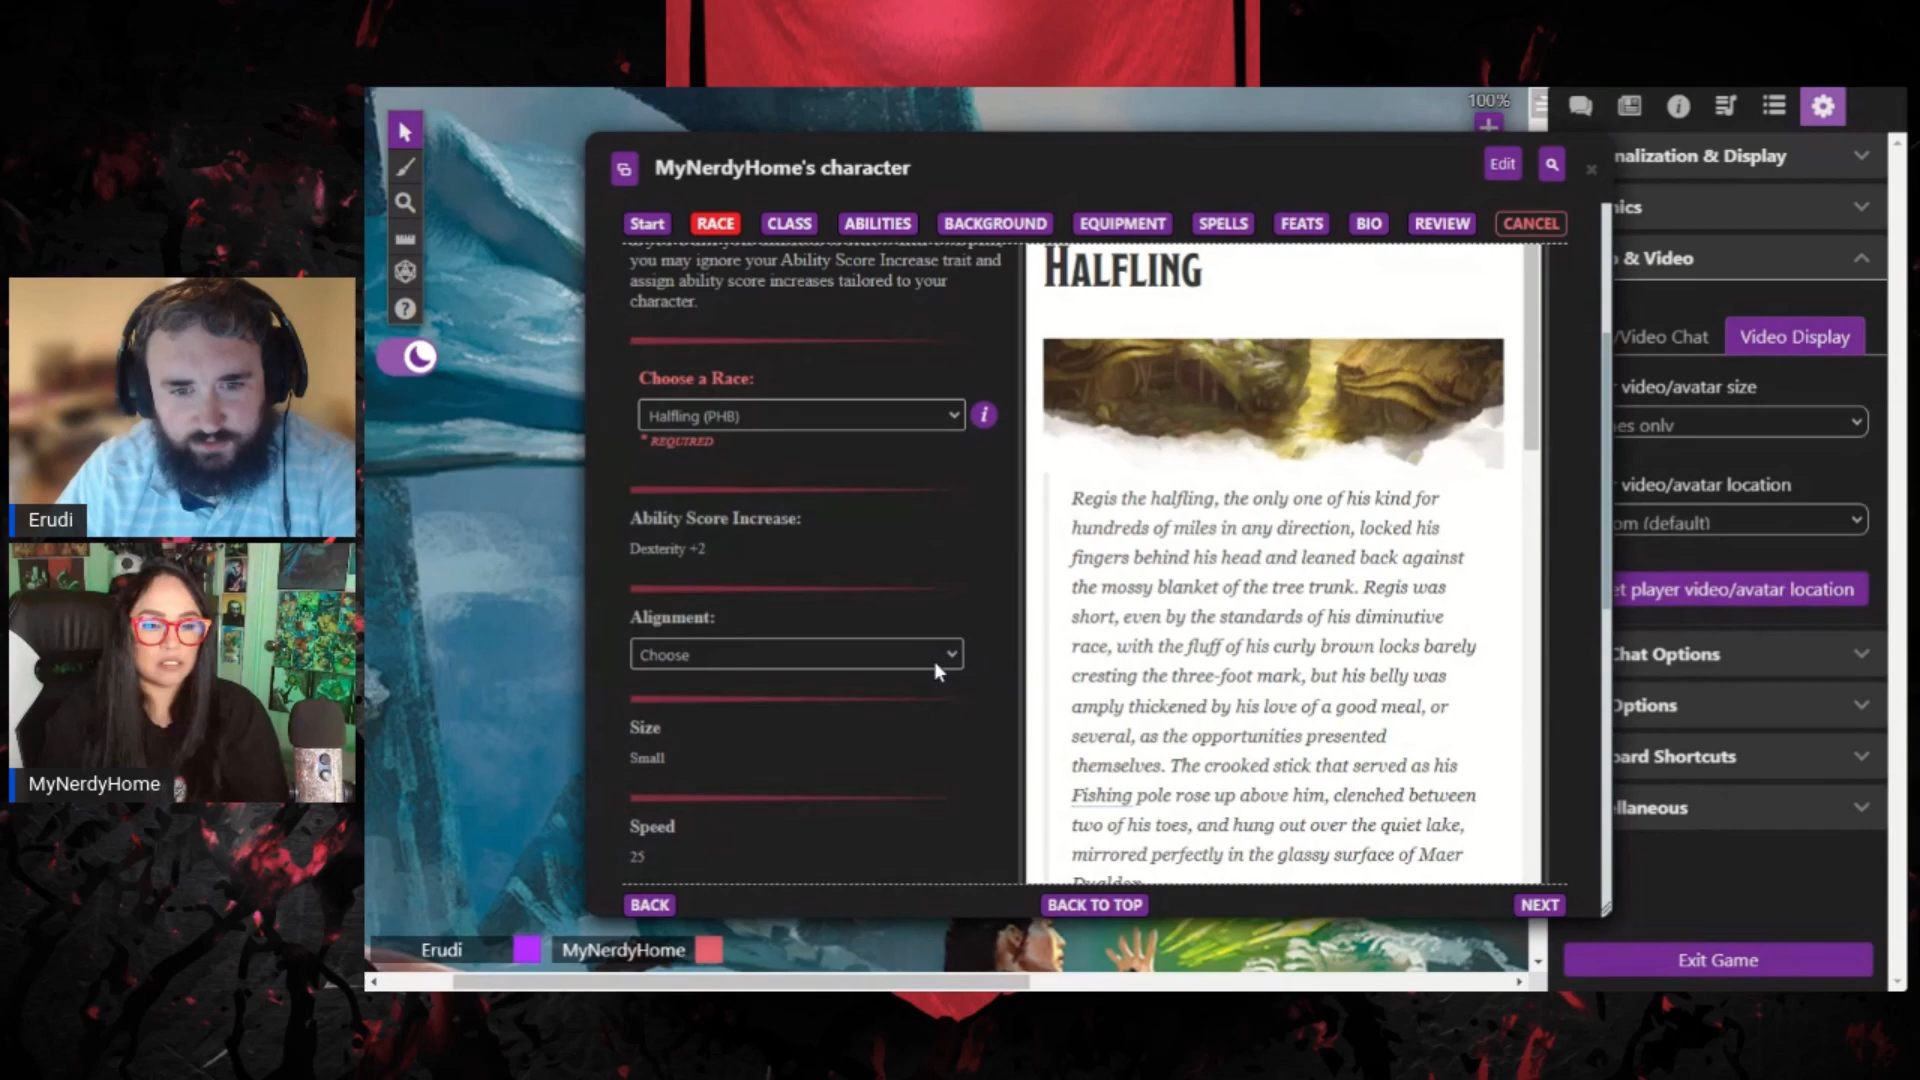 100%
MyNerdyHome's character
Edit
Start
RACE
CLASS
ABILITIES
BACKGROUND
EQUIPMENT
SPELLS
FEATS
BIO
REVIEW
CANCEL
you may ignore your Ability Score Increase trait and
assign ability score increases tailored to your
character.
Choose a Race:
Halfling (PHB)
* REQUIRED
Ability Score Increase:
Dexterity +2
Alignment:
Choose
Size
Small
Speed
25
HALFLING
Regis the halfling, the only one of his kind for
hundreds of miles in any direction, locked his
fingers behind his head and leaned back against
the mossy blanket of the tree trunk. Regis was
short, even by the standards of his diminutive
race, with the fluff of his curly brown locks barely
cresting the three-foot mark, but his belly was
amply thickened by his love of a good meal, or
several, as the opportunities presented
themselves. The crooked stick that served as his
Fishing pole rose up above him, clenched between
two of his toes, and hung out over the quiet lake,
mirrored perfectly in the glassy surface of Maer
BACK
BACK TO TOP
NEXT
nalization & Display
nics
& Video
/Video Chat
Video Display
video/avatar size
es only
video/avatar location
om (default)
et player video/avatar location
Chat Options
Options
oard Shortcuts
llaneous
Exit Game
Erudi
MyNerdyHome
Erudi
MyNerdyHome